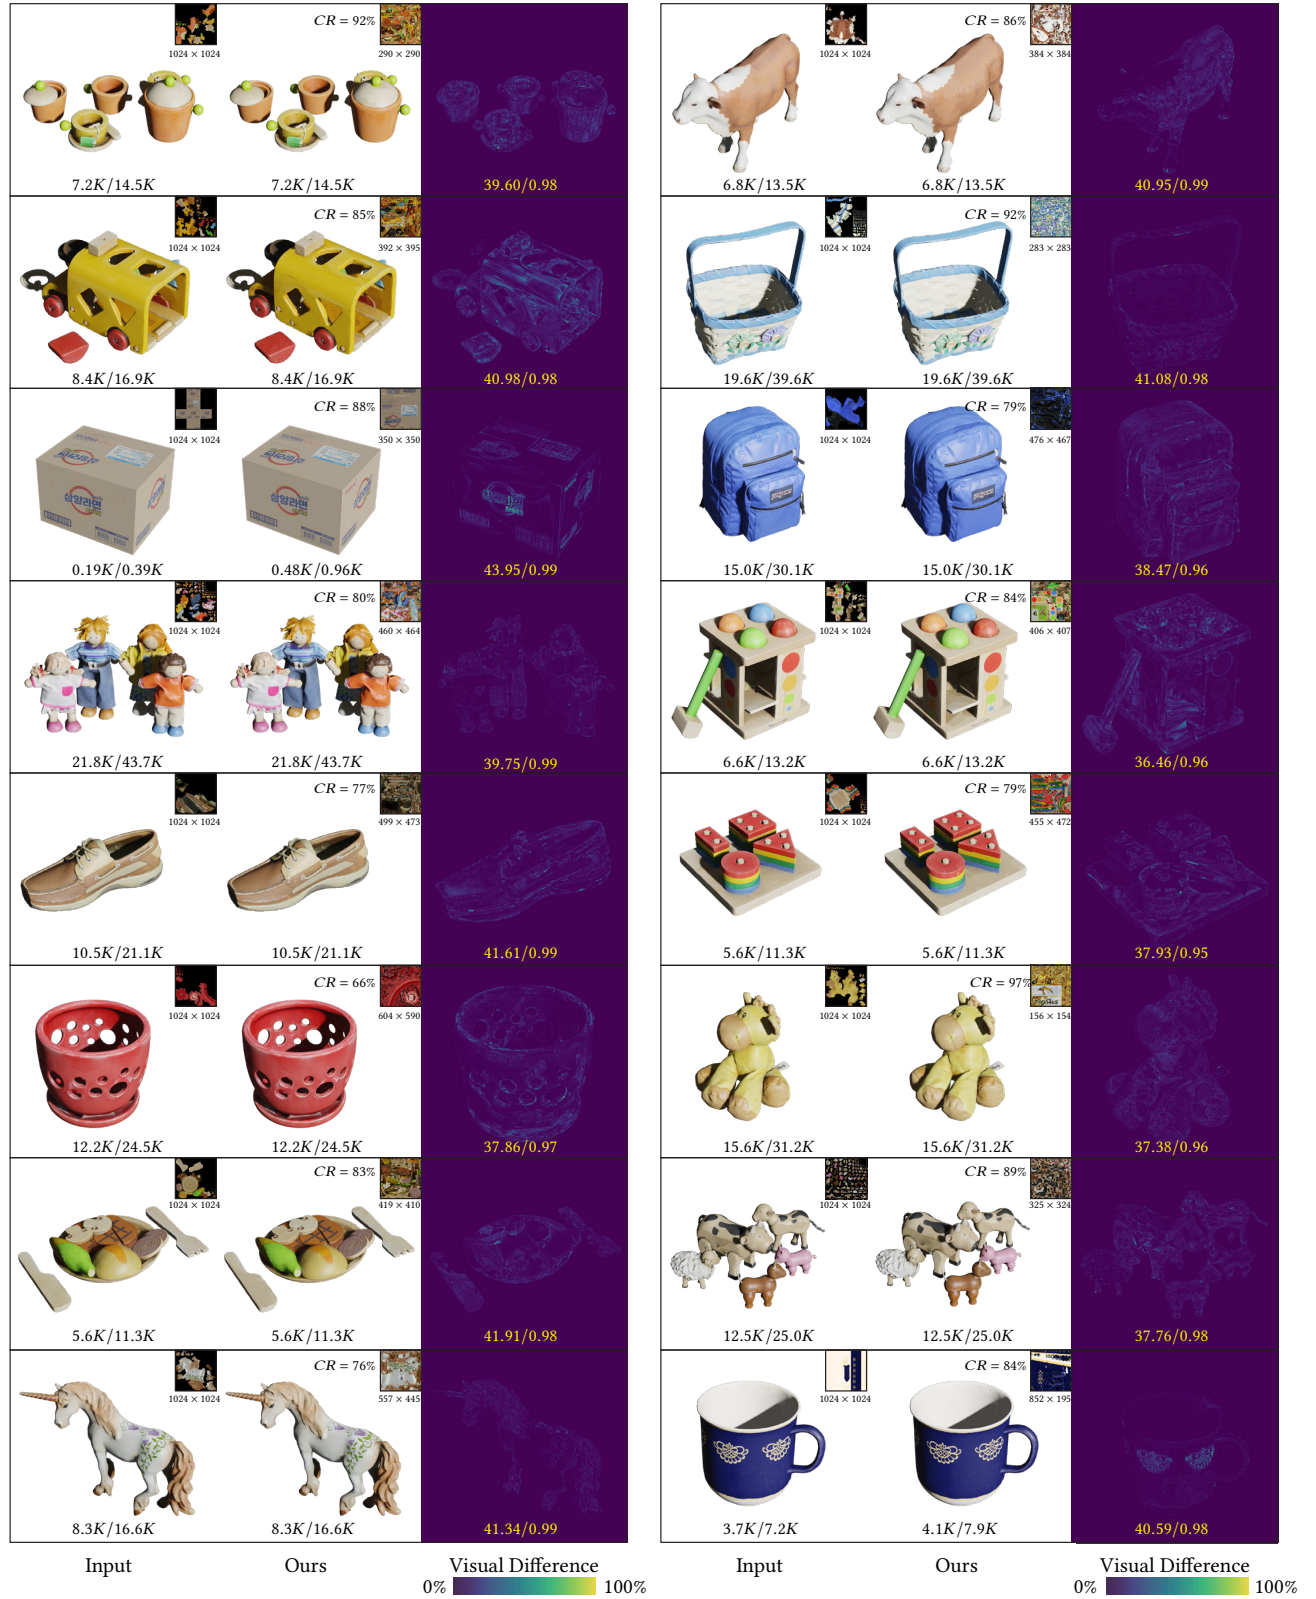 CR = 92%
1024 × 1024
290 × 290
7.2K/14.5K
7.2K/14.5K
39.60/0.98
CR = 86%
1024 × 1024
384 × 384
6.8K/13.5K
6.8K/13.5K
40.95/0.99
CR = 85%
1024 × 1024
392 × 395
8.4K/16.9K
8.4K/16.9K
40.98/0.98
CR = 92%
1024 × 1024
283 × 283
19.6K/39.6K
19.6K/39.6K
41.08/0.98
CR = 88%
1024 × 1024
350 × 350
삼양라면
삼양라면
0.19K/0.39K
0.48K/0.96K
43.95/0.99
CR = 79%
1024 × 1024
476 × 467
15.0K/30.1K
15.0K/30.1K
38.47/0.96
CR = 80%
1024 × 1024
460 × 464
21.8K/43.7K
21.8K/43.7K
39.75/0.99
CR = 84%
1024 × 1024
406 × 407
6.6K/13.2K
6.6K/13.2K
36.46/0.96
CR = 77%
1024 × 1024
499 × 473
10.5K/21.1K
10.5K/21.1K
41.61/0.99
CR = 79%
1024 × 1024
455 × 472
5.6K/11.3K
5.6K/11.3K
37.93/0.95
CR = 66%
1024 × 1024
604 × 590
12.2K/24.5K
12.2K/24.5K
37.86/0.97
CR = 97%
1024 × 1024
156 × 154
15.6K/31.2K
15.6K/31.2K
37.38/0.96
CR = 83%
1024 × 1024
419 × 410
5.6K/11.3K
5.6K/11.3K
41.91/0.98
CR = 89%
1024 × 1024
325 × 324
12.5K/25.0K
12.5K/25.0K
37.76/0.98
CR = 76%
1024 × 1024
557 × 445
8.3K/16.6K
8.3K/16.6K
41.34/0.99
CR = 84%
1024 × 1024
852 × 195
3.7K/7.2K
4.1K/7.9K
40.59/0.98
Input
Ours
Visual Difference
0%
100%
Input
Ours
Visual Difference
0%
100%